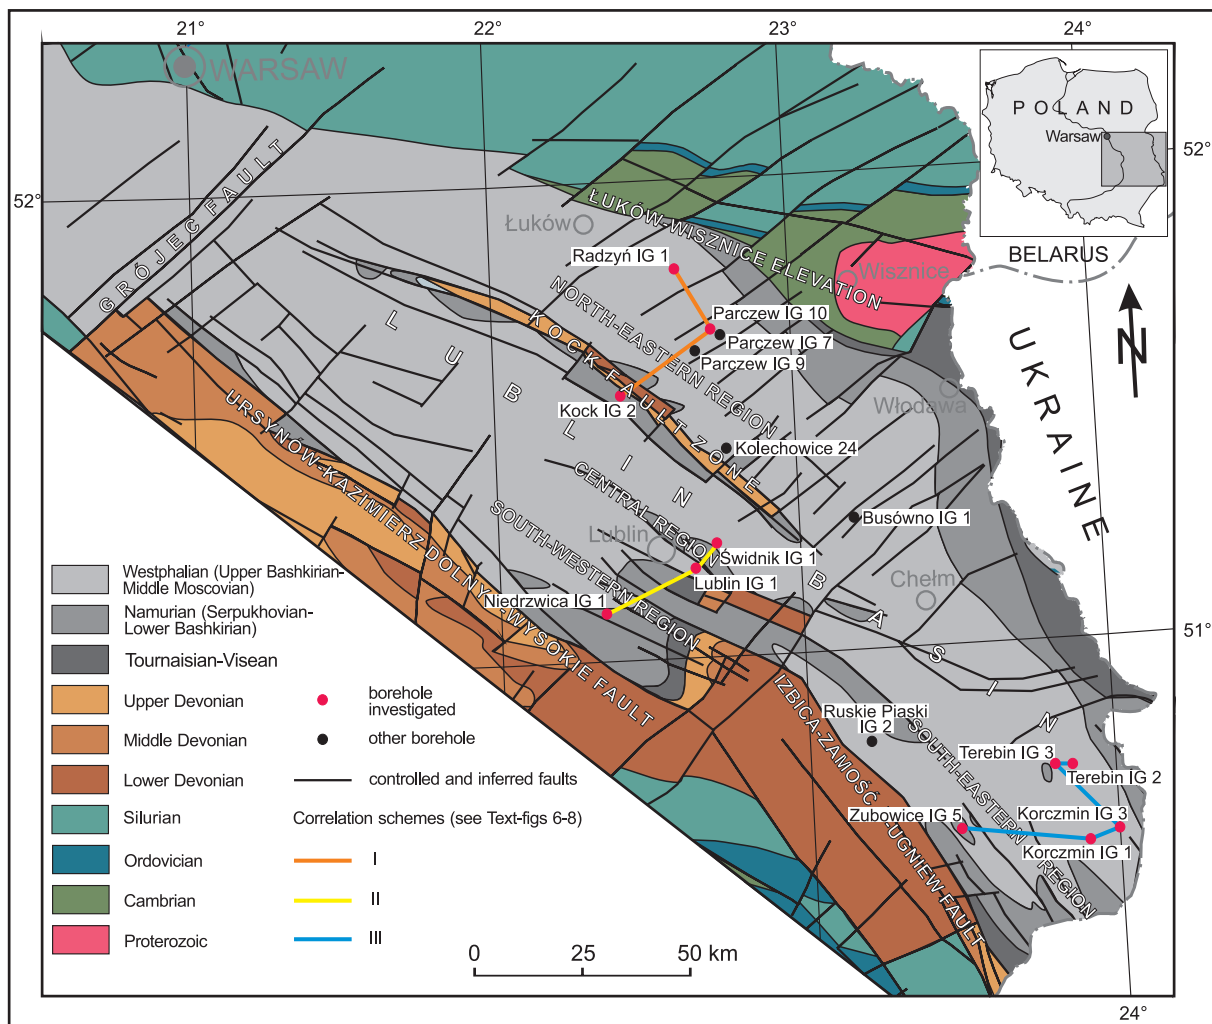 21°
22°
23°
24°
WARSAW
POLAND
Warsaw
52°
52°
GRÓJEC FAULT
Łuków
ŁUKÓW-WISZNICE ELEVATION
BELARUS
Radzyń IG 1
Wisznice
NORTH-EASTERN REGION
Parczew IG 10
Parczew IG 7
Parczew IG 9
UKRAINE
N
KOCK FAULT ZONE
LUBLIN BASIN
Włodawa
Kock IG 2
URSYNÓW-KAZIMIERZ DOLNY-WYSOKIE FAULT
Kolechowice 24
CENTRAL REGION
SOUTH-WESTERN REGION
Busówno IG 1
Lublin
Świdnik IG 1
Lublin IG 1
Chełm
Niedrzwica IG 1
51°
51°
IZBICA-ZAMOŚĆ-UGNIEW FAULT
Ruskie Piaski
IG 2
SOUTH-EASTERN REGION
Terebin IG 3
Terebin IG 2
Zubowice IG 5
Korczmin IG 3
Korczmin IG 1
Westphalian (Upper Bashkirian-
Middle Moscovian)
Namurian (Serpukhovian-
Lower Bashkirian)
Tournaisian-Visean
Upper Devonian
Middle Devonian
Lower Devonian
Silurian
Ordovician
Cambrian
Proterozoic
borehole
investigated
other borehole
controlled and inferred faults
Correlation schemes (see Text-figs 6-8)
I
II
III
0 25 50 km
24°